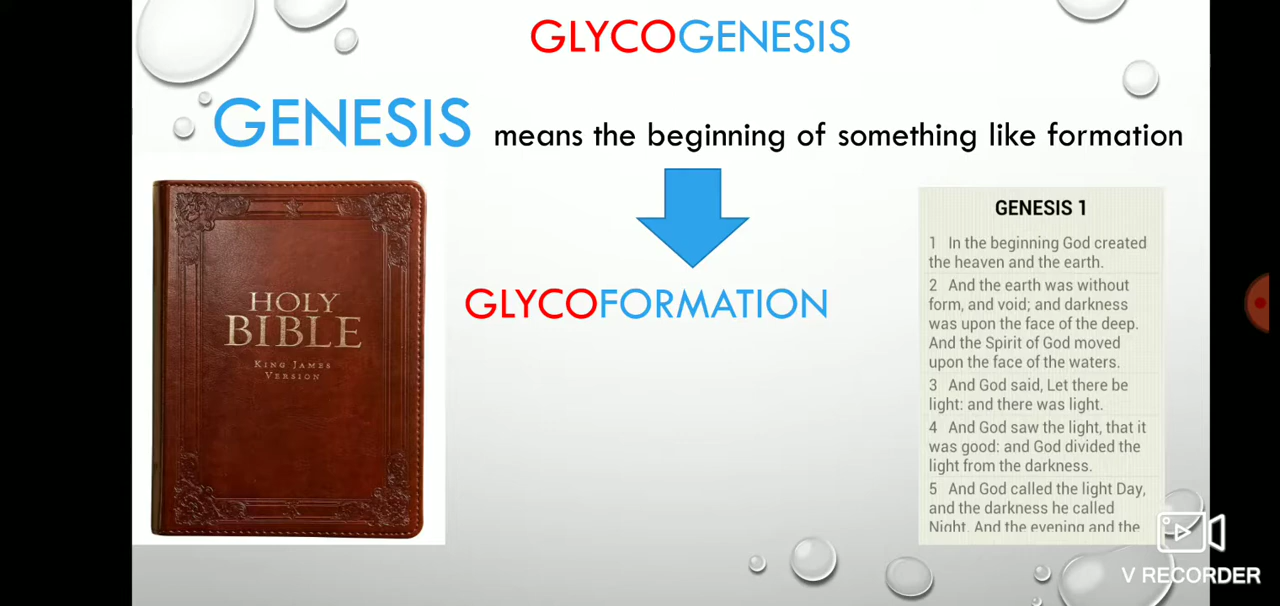 GLYCOGENESIS
GENESIS means the beginning of something like formation
GLYCOFORMATION
HOLY
BIBLE
KING JAMES
VERSION
GENESIS 1
1 In the beginning God created
the heaven and the earth.
2 And the earth was without
form, and void; and darkness
was upon the face of the deep.
And the Spirit of God moved
upon the face of the waters.
3 And God said, Let there be
light: and there was light.
4 And God saw the light, that it
was good: and God divided the
light from the darkness.
5 And God called the light Day,
and the darkness he called
Night. And the evening and the
V RECORDER